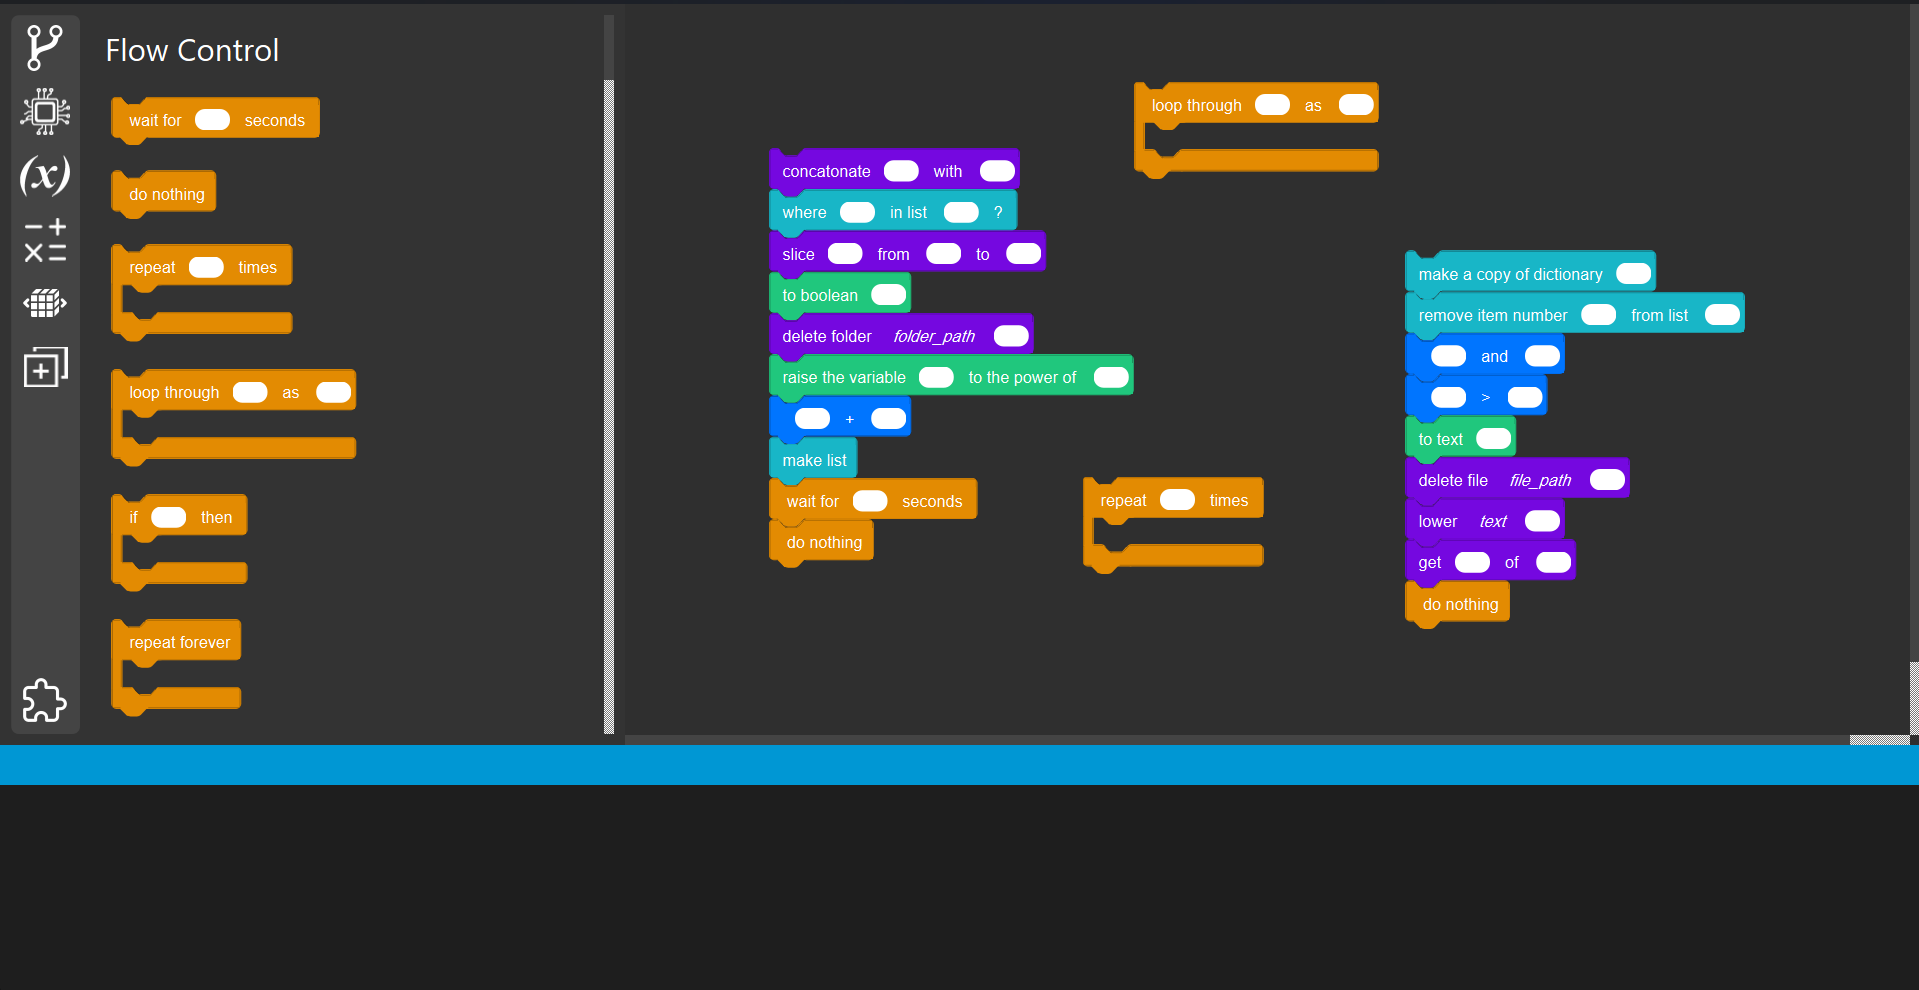 Flow Control
wait for seconds
do nothing
repeat times
loop through as
if then
repeat forever
concatonate with
where in list ?
slice from to
to boolean
delete folder folder_path
raise the variable to the power of
+
make list
wait for seconds
do nothing
loop through as
repeat times
make a copy of dictionary
remove item number from list
and
>
to text
delete file file_path
lower text
get of
do nothing
(x)